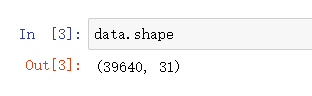 In [3]: data.shape
Out[3]: (39640, 31)